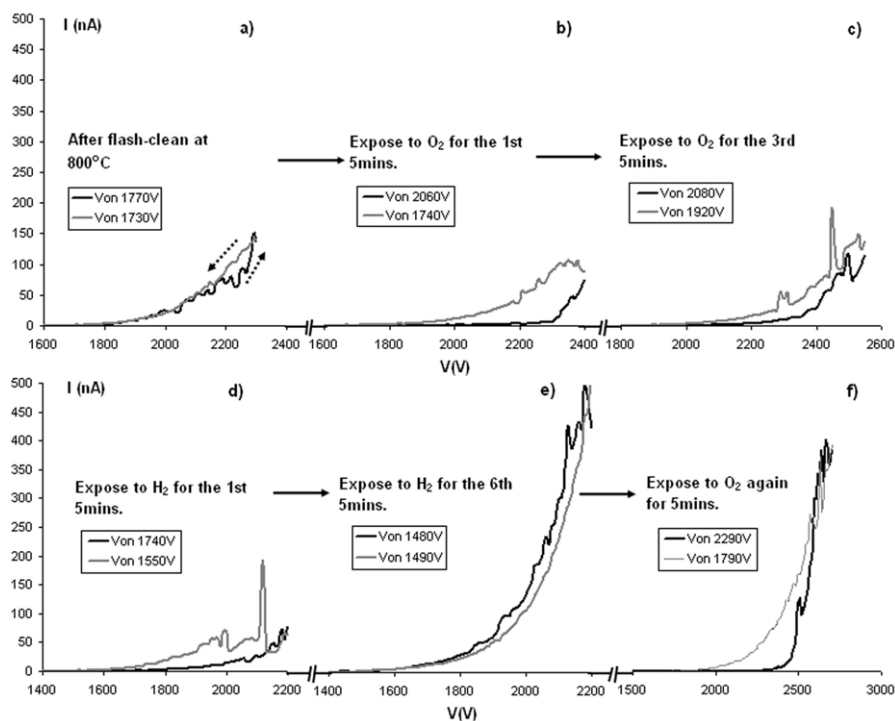 I (nA) a) b) c)
500
450
400
350
300
250
200
150
100
50
0
After flash-clean at
800°C
Von 1770V
Von 1730V
Expose to O₂ for the 1st
5mins.
Von 2060V
Von 1740V
Expose to O₂ for the 3rd
5mins.
Von 2080V
Von 1920V
1600 1800 2000 2200 2400 1600 1800 2000 2200 2400 1800 2000 2200 2400 2600
V(V)
I (nA) d) e) f)
500
450
400
350
300
250
200
150
100
50
0
Expose to H₂ for the 1st
5mins.
Von 1740V
Von 1550V
Expose to H₂ for the 6th
5mins.
Von 1480V
Von 1490V
Expose to O₂ again
for 5mins.
Von 2290V
Von 1790V
1400 1600 1800 2000 2200 1400 1600 1800 2000 2200 1500 2000 2500 3000
V(V)